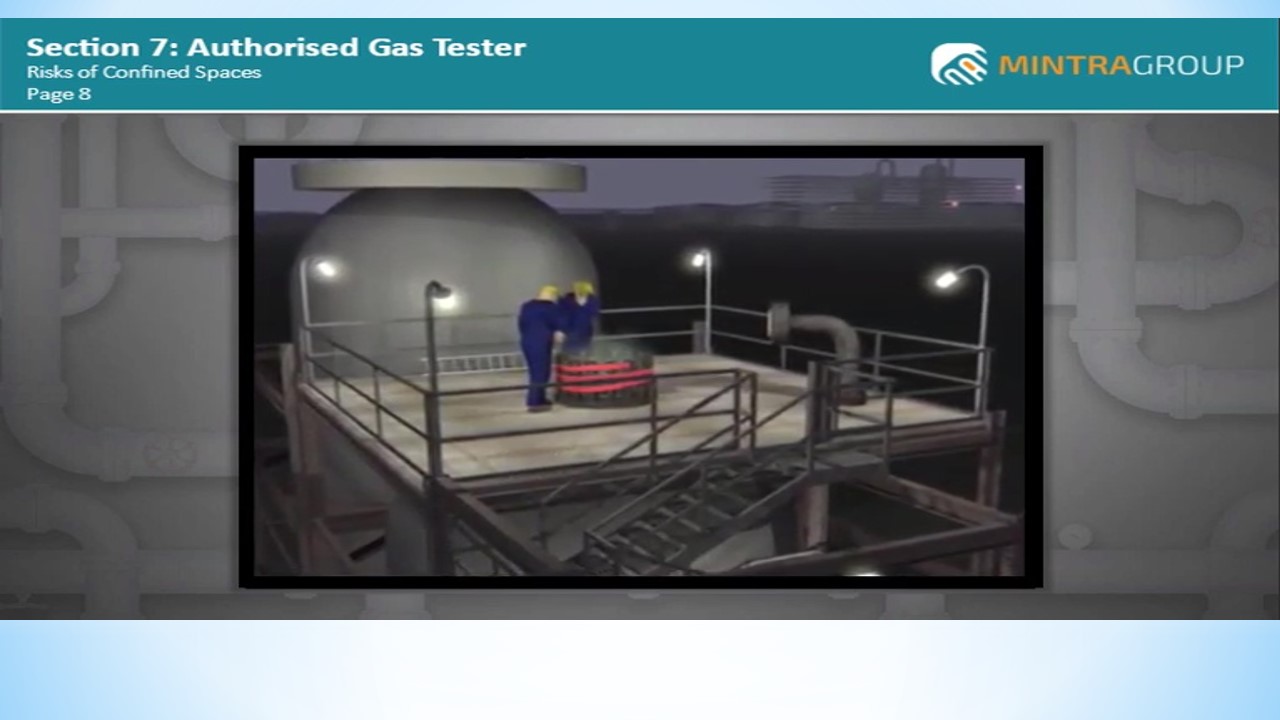 Section 7: Authorised Gas Tester
Risks of Confined Spaces
Page 8
MINTRAGROUP